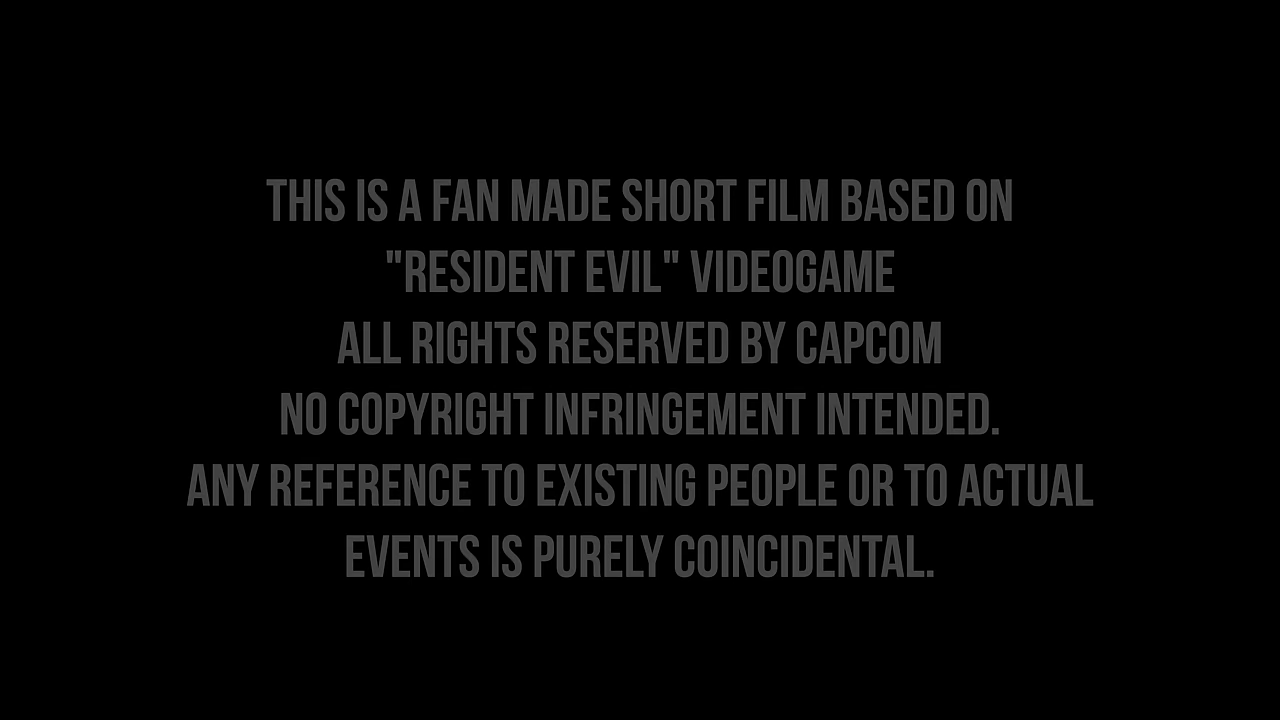 THIS IS A FAN MADE SHORT FILM BASED ON
"RESIDENT EVIL" VIDEOGAME
ALL RIGHTS RESERVED BY CAPCOM
NO COPYRIGHT INFRINGEMENT INTENDED.
ANY REFERENCE TO EXISTING PEOPLE OR TO ACTUAL
EVENTS IS PURELY COINCIDENTAL.